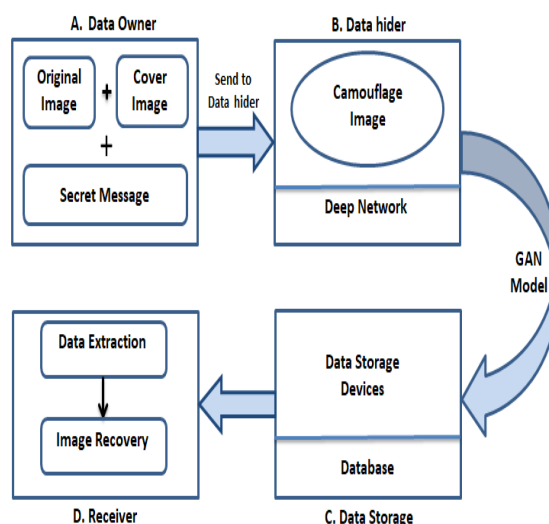 A. Data Owner
Original
Image
+
Cover
Image
+
Secret Message
Send to
Data hider
B. Data hider
Camouflage
Image
Deep Network
GAN
Model
Data Storage
Devices
Database
C. Data Storage
Data Extraction
Image Recovery
D. Receiver